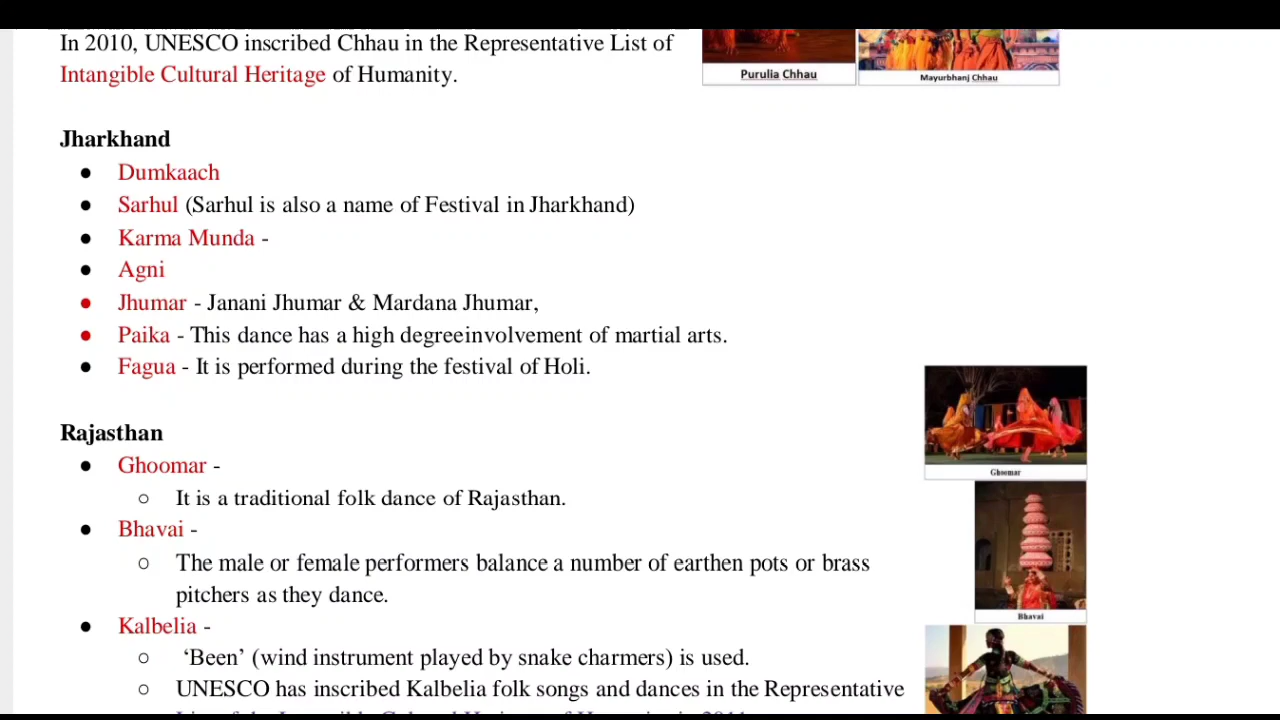 In 2010, UNESCO inscribed Chhau in the Representative List of
Intangible Cultural Heritage of Humanity.
Purulia Chhau
Mayurbhanj Chhau
Jharkhand
● Dumkaach
● Sarhul (Sarhul is also a name of Festival in Jharkhand)
● Karma Munda -
● Agni
● Jhumar - Janani Jhumar & Mardana Jhumar,
● Paika - This dance has a high degreeinvolvement of martial arts.
● Fagua - It is performed during the festival of Holi.
Rajasthan
● Ghoomar -
○ It is a traditional folk dance of Rajasthan.
Ghoomar
● Bhavai -
○ The male or female performers balance a number of earthen pots or brass
pitchers as they dance.
Bhavai
● Kalbelia -
○ ‘Been’ (wind instrument played by snake charmers) is used.
○ UNESCO has inscribed Kalbelia folk songs and dances in the Representative